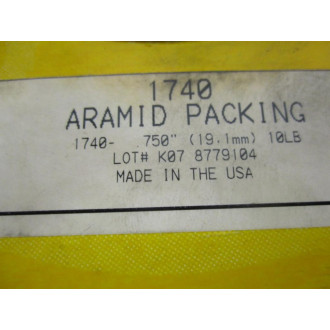 1740
ARAMID PACKING
1740- 750" (19.1mm) 10LB
LOT# K07 8779104
MADE IN THE USA